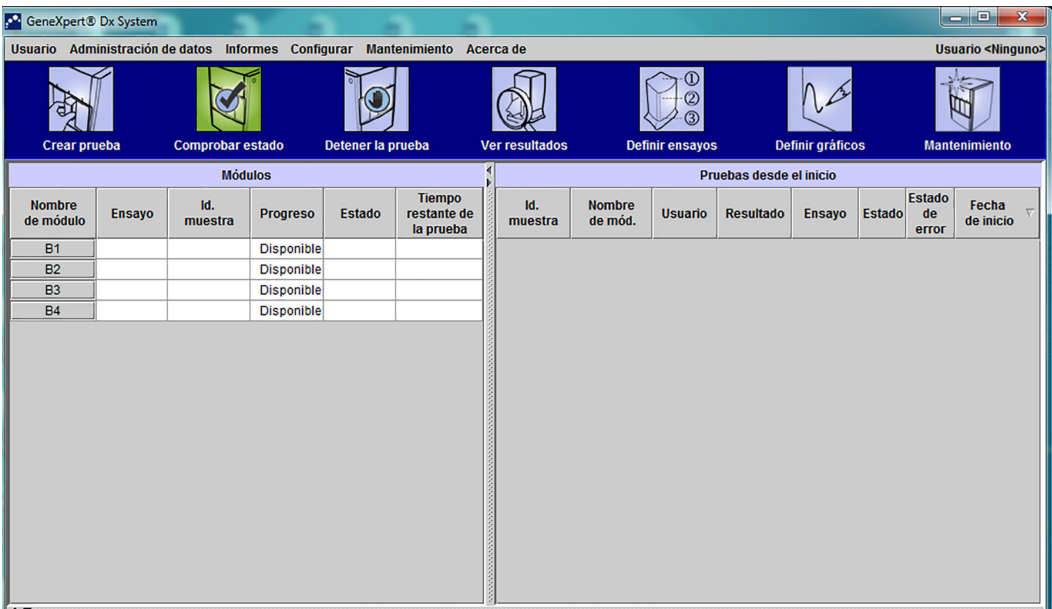 GeneXpert® Dx System
Usuario Administración de datos Informes Configurar Mantenimiento Acerca de Usuario <Ninguno>
Crear prueba Comprobar estado Detener la prueba Ver resultados Definir ensayos Definir gráficos Mantenimiento
① ② ③
Módulos
Nombre de módulo Ensayo Id. muestra Progreso Estado Tiempo restante de la prueba
B1 Disponible
B2 Disponible
B3 Disponible
B4 Disponible
Pruebas desde el inicio
Id. muestra Nombre de mód. Usuario Resultado Ensayo Estado Estado de error Fecha de inicio